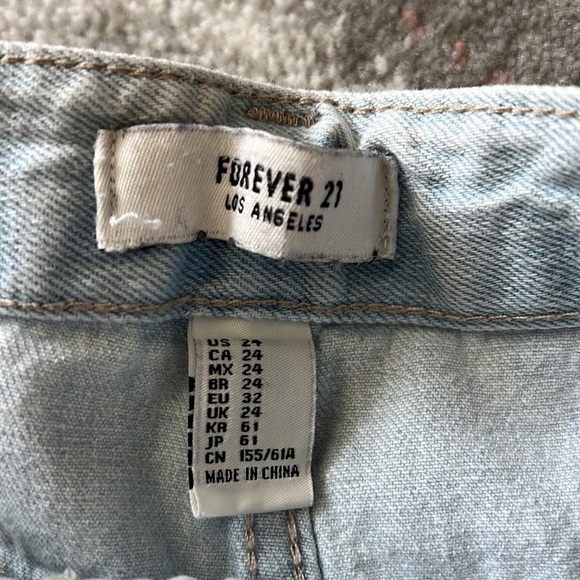 FOREVER 21
LOS ANGELES
US 24
CA 24
MX 24
BR 24
EU 32
UK 24
KR 61
JP 61
CN 155/61A
MADE IN CHINA